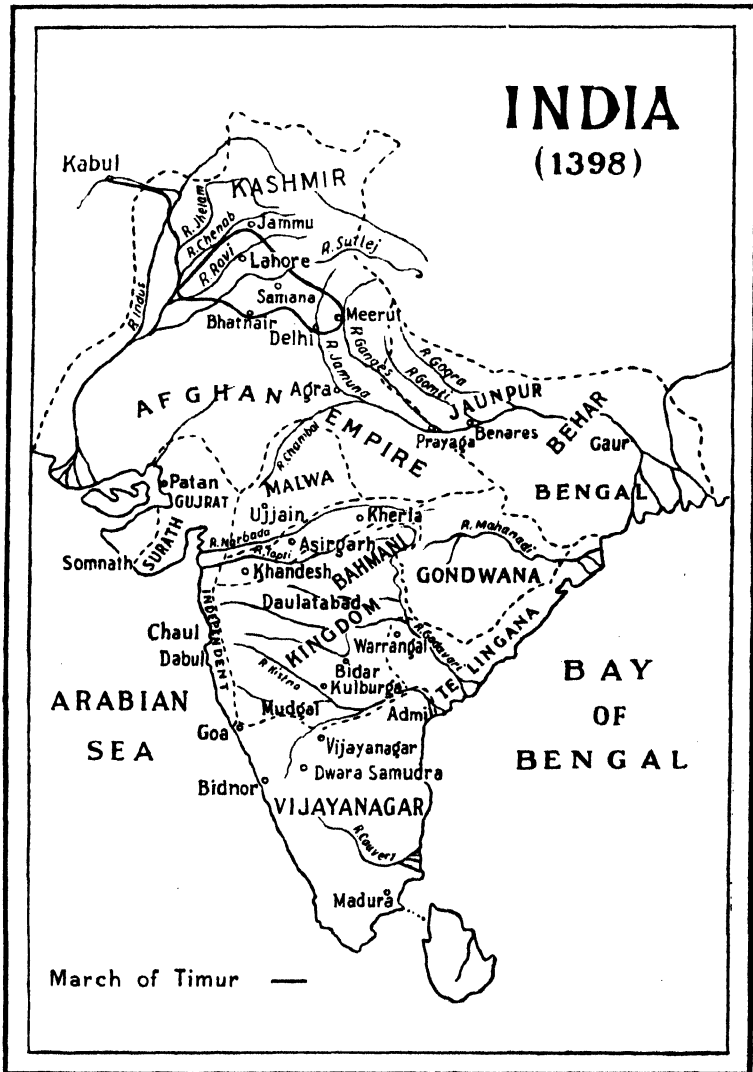 INDIA
(1398)
Kabul
KASHMIR
R. Jhelam
R. Chenab
Jammu
R. Ravi
Lahore
R. Sutlej
R. Indus
Samana
Bhatnair
Meerut
Delhi
R. Jamuna
R. Ganges
R. Gogra
R. Gomti
AFGHAN
EMPIRE
Agra
JAUNPUR
BEHAR
Prayaga
Benares
Gaur
R. Chambal
Patan
MALWA
GUJRAT
BENGAL
Ujjain
Kherla
SURATH
R. Narbada
R. Tapti
Asirgarh
R. Mahanadi
Somnath
Khandesh
BAHMANI
KINGDOM
GONDWANA
Daulatabad
INDEPENDENT
Chaul
Dabul
Warrangal
R. Godavari
TELINGANA
Bidar
R. Kistna
Kulburga
ARABIAN
SEA
BAY
OF
BENGAL
Mudgal
Admi
Goa
Vijayanagar
Dwara Samudra
Bidnor
VIJAYANAGAR
R. Couvery
Madura
March of Timur